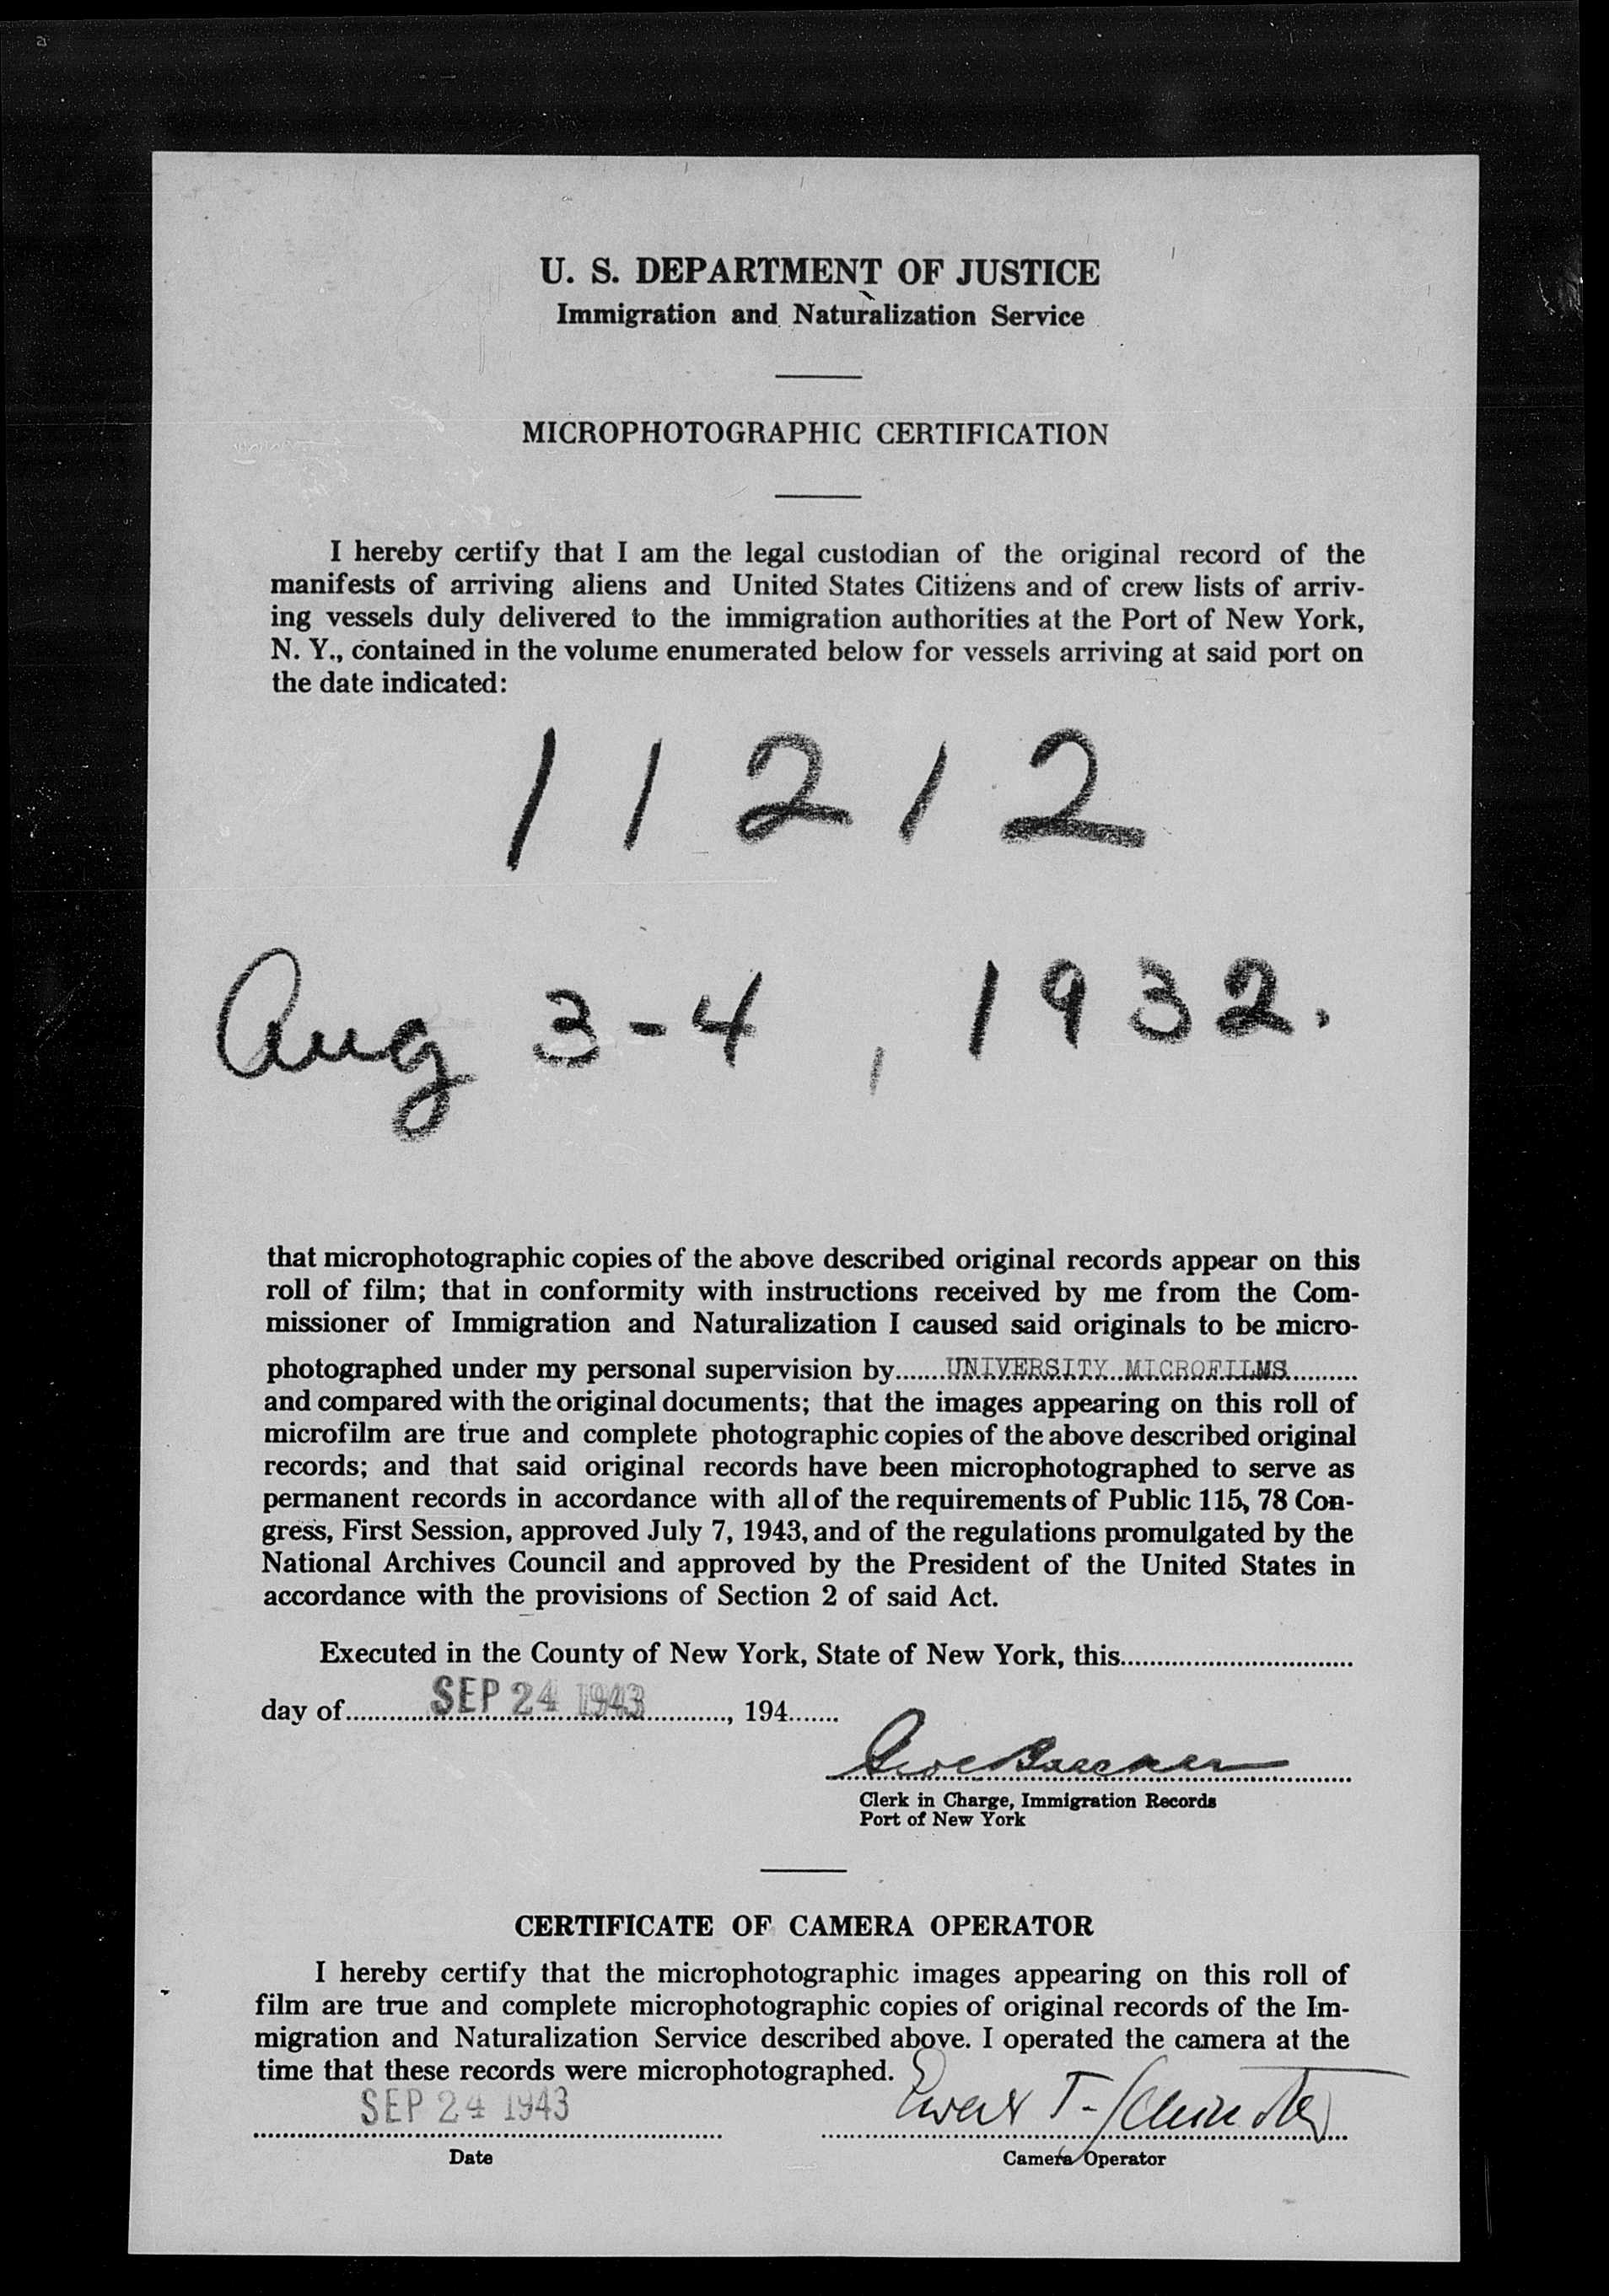 U. S. DEPARTMENT OF JUSTICE
Immigration and Naturalization Service
MICROPHOTOGRAPHIC CERTIFICATION
I hereby certify that I am the legal custodian of the original record of the
manifests of arriving aliens and United States Citizens and of crew lists of arriv-
ing vessels duly delivered to the immigration authorities at the Port of New York,
N. Y., contained in the volume enumerated below for vessels arriving at said port on
the date indicated:
11212
Aug 3-4, 1932.
that microphotographic copies of the above described original records appear on this
roll of film; that in conformity with instructions received by me from the Com-
missioner of Immigration and Naturalization I caused said originals to be micro-
photographed under my personal supervision by.......UNIVERSITY MICROFILMS..........
and compared with the original documents; that the images appearing on this roll of
microfilm are true and complete photographic copies of the above described original
records; and that said original records have been microphotographed to serve as
permanent records in accordance with all of the requirements of Public 115, 78 Con-
gress, First Session, approved July 7, 1943, and of the regulations promulgated by the
National Archives Council and approved by the President of the United States in
accordance with the provisions of Section 2 of said Act.
Executed in the County of New York, State of New York, this................................
day of............SEP 24 1943............, 194.......
Clerk in Charge, Immigration Records
Port of New York
CERTIFICATE OF CAMERA OPERATOR
I hereby certify that the microphotographic images appearing on this roll of
film are true and complete microphotographic copies of original records of the Im-
migration and Naturalization Service described above. I operated the camera at the
time that these records were microphotographed.
SEP 24 1943
Date
Camera Operator